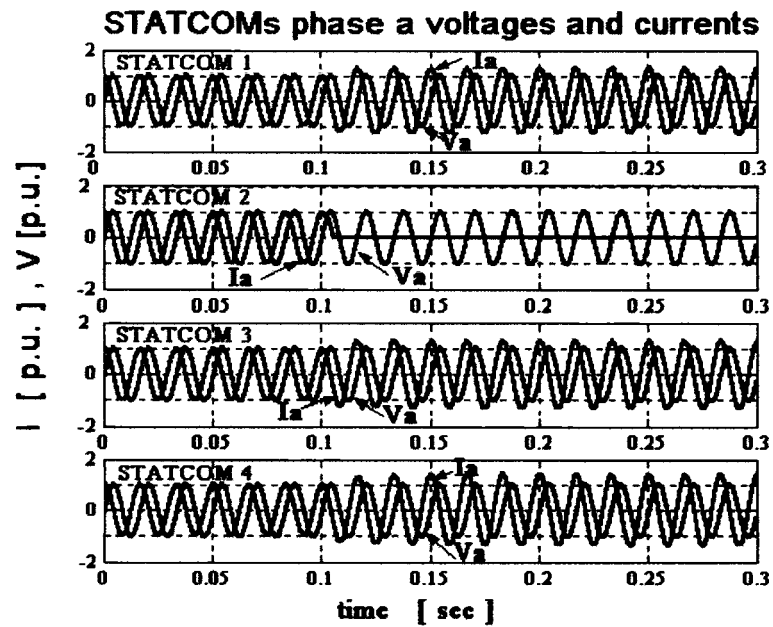 STATCOMs phase a voltages and currents
I [ p.u. ] , V [p.u.]
2
1
0
-1
-2
STATCOM 1
Ia
Va
0
0.05
0.1
0.15
0.2
0.25
0.3
2
0
-2
STATCOM 2
Ia
Va
0
0.05
0.1
0.15
0.2
0.25
0.3
2
0
-2
STATCOM 3
Ia
Va
0
0.05
0.1
0.15
0.2
0.25
0.3
2
1
0
-1
-2
STATCOM 4
Ia
Va
0
0.05
0.1
0.15
0.2
0.25
0.3
time [ sec ]